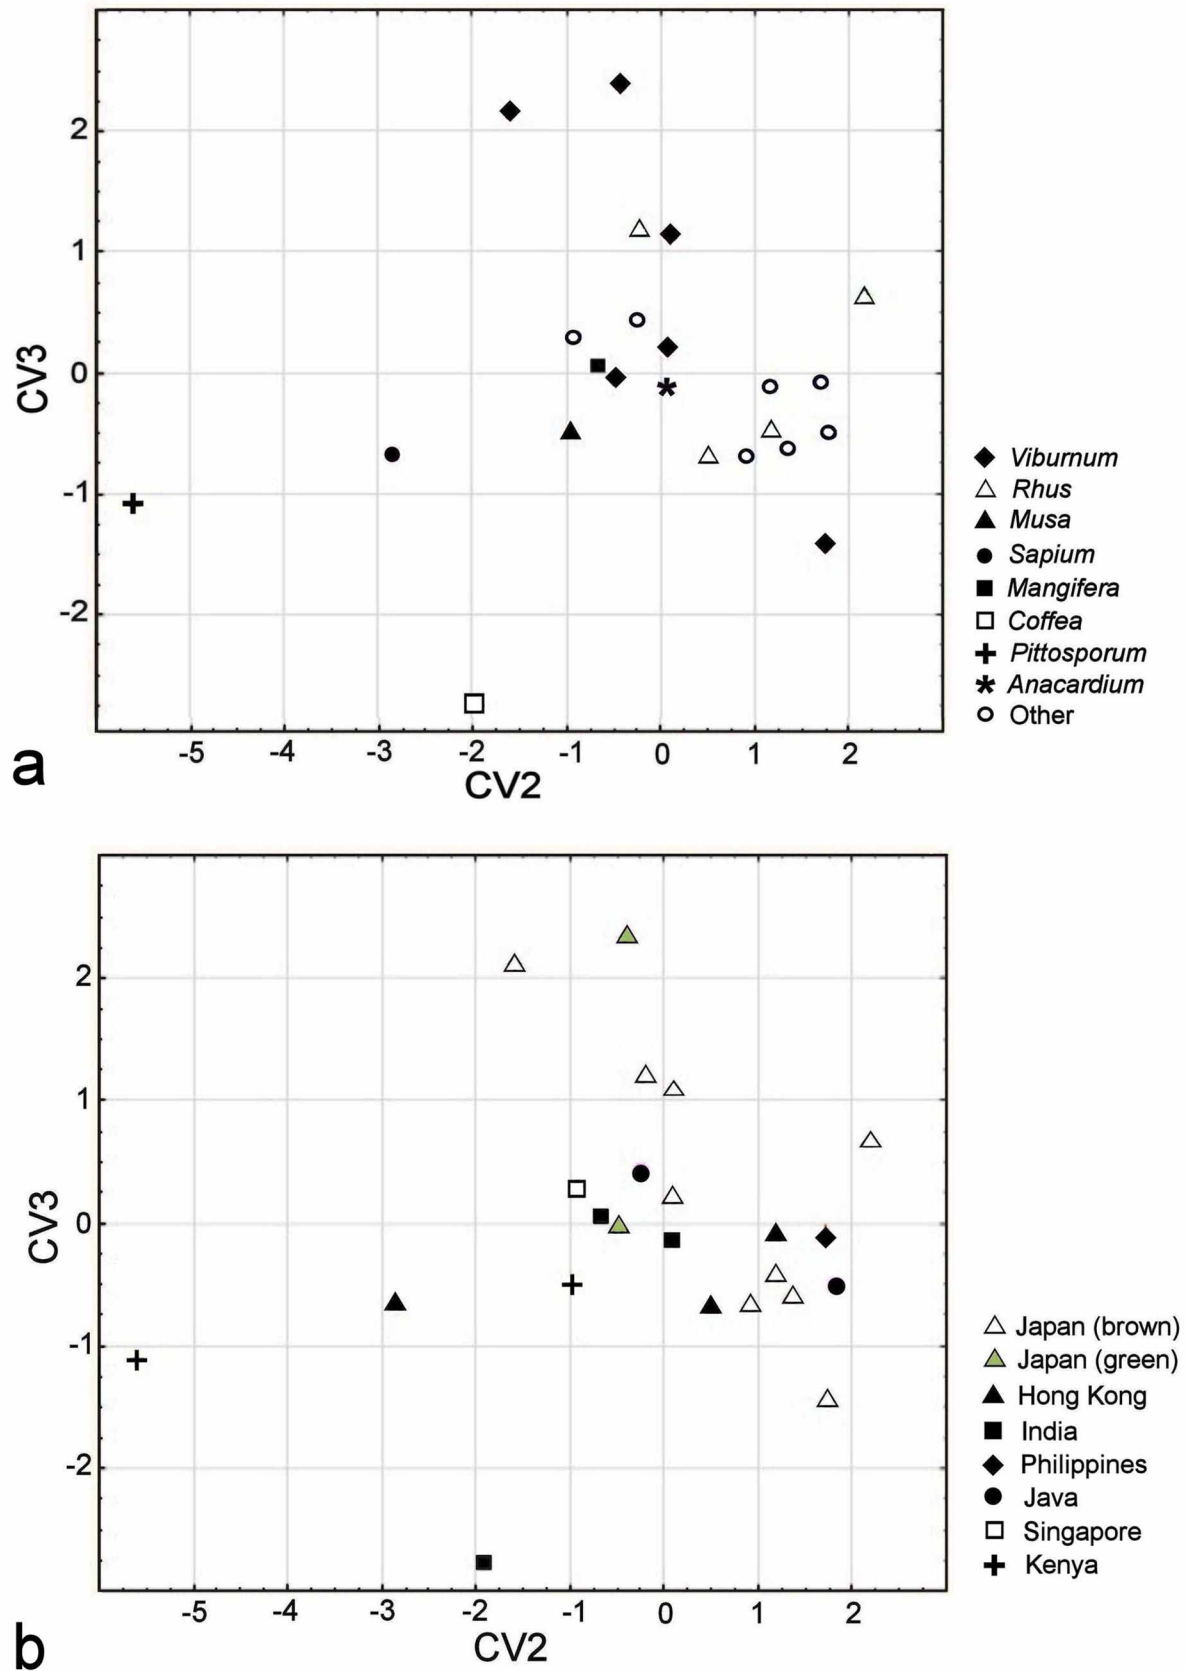 2
1
0
-1
-2
CV3
-5 -4 -3 -2 -1 0 1 2
CV2
a
Viburnum
Rhus
Musa
Sapium
Mangifera
Coffea
Pittosporum
Anacardium
Other
2
1
0
-1
-2
CV3
-5 -4 -3 -2 -1 0 1 2
CV2
b
Japan (brown)
Japan (green)
Hong Kong
India
Philippines
Java
Singapore
Kenya